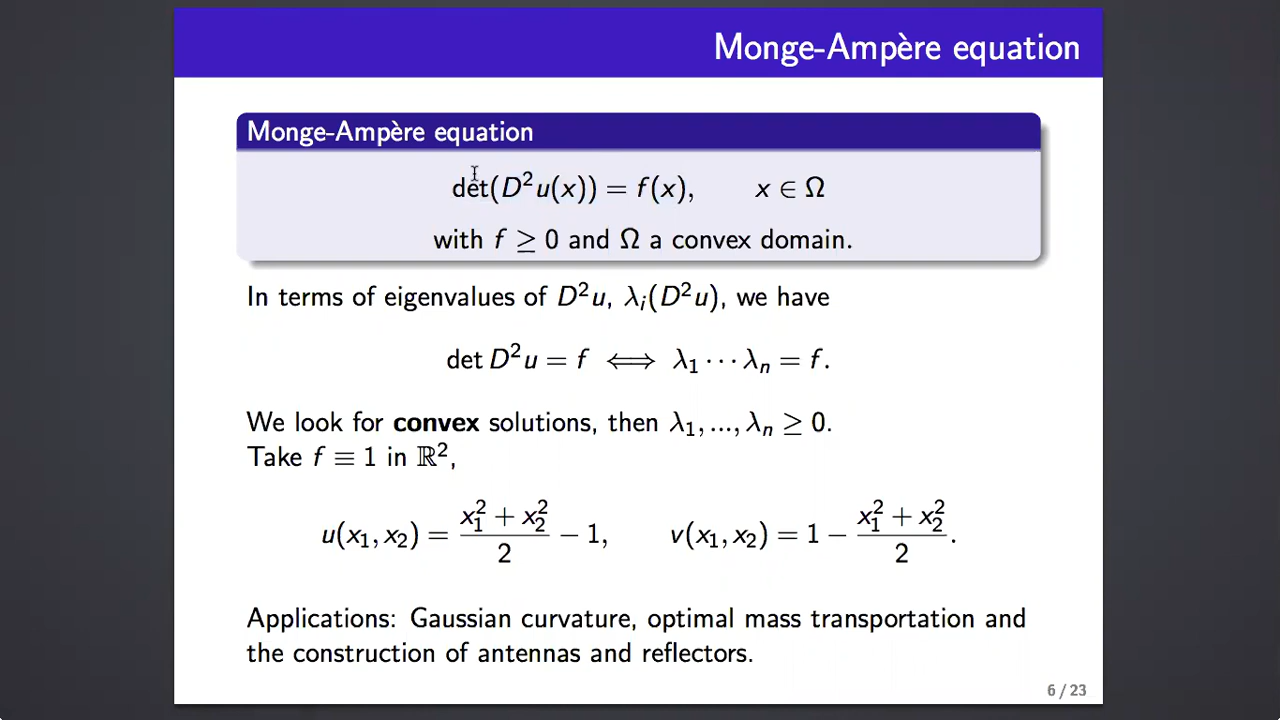 Monge-Ampère equation
Monge-Ampère equation
det(D²u(x)) = f(x), x ∈ Ω
with f ≥ 0 and Ω a convex domain.
In terms of eigenvalues of D²u, λᵢ(D²u), we have
det D²u = f ⟺ λ₁ ··· λₙ = f.
We look for convex solutions, then λ₁, ..., λₙ ≥ 0.
Take f ≡ 1 in ℝ²,
u(x₁, x₂) = (x₁² + x₂²)/2 − 1, v(x₁, x₂) = 1 − (x₁² + x₂²)/2.
Applications: Gaussian curvature, optimal mass transportation and
the construction of antennas and reflectors.
6 / 23